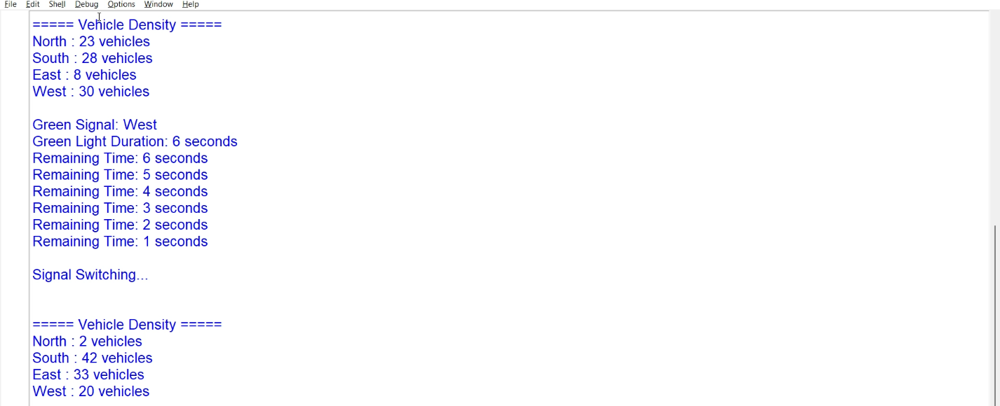 File Edit Shell Debug Options Window Help
===== Vehicle Density =====
North : 23 vehicles
South : 28 vehicles
East : 8 vehicles
West : 30 vehicles
Green Signal: West
Green Light Duration: 6 seconds
Remaining Time: 6 seconds
Remaining Time: 5 seconds
Remaining Time: 4 seconds
Remaining Time: 3 seconds
Remaining Time: 2 seconds
Remaining Time: 1 seconds
Signal Switching...
===== Vehicle Density =====
North : 2 vehicles
South : 42 vehicles
East : 33 vehicles
West : 20 vehicles